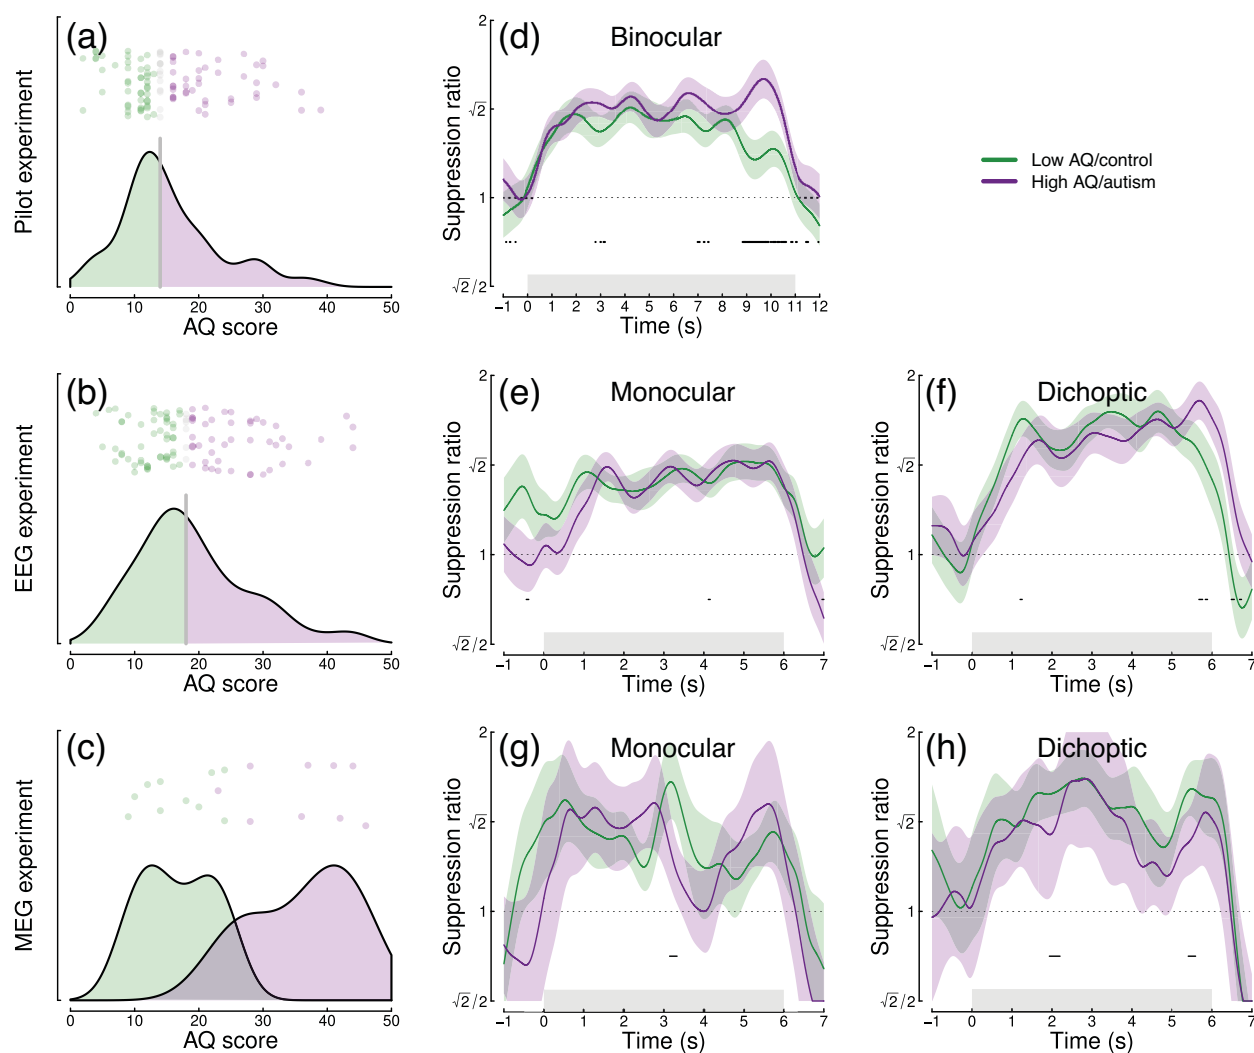 (a)
Pilot experiment
0 10 20 30 40 50
AQ score
(d) Binocular
Suppression ratio
2
√2
1
√2/2
−1 0 1 2 3 4 5 6 7 8 9 10 11 12
Time (s)
Low AQ/control
High AQ/autism
(b)
EEG experiment
0 10 20 30 40 50
AQ score
(e) Monocular
Suppression ratio
2
√2
1
√2/2
−1 0 1 2 3 4 5 6 7
Time (s)
(f) Dichoptic
Suppression ratio
2
√2
1
√2/2
−1 0 1 2 3 4 5 6 7
Time (s)
(c)
MEG experiment
0 10 20 30 40 50
AQ score
(g) Monocular
Suppression ratio
2
√2
1
√2/2
−1 0 1 2 3 4 5 6 7
Time (s)
(h) Dichoptic
Suppression ratio
2
√2
1
√2/2
−1 0 1 2 3 4 5 6 7
Time (s)